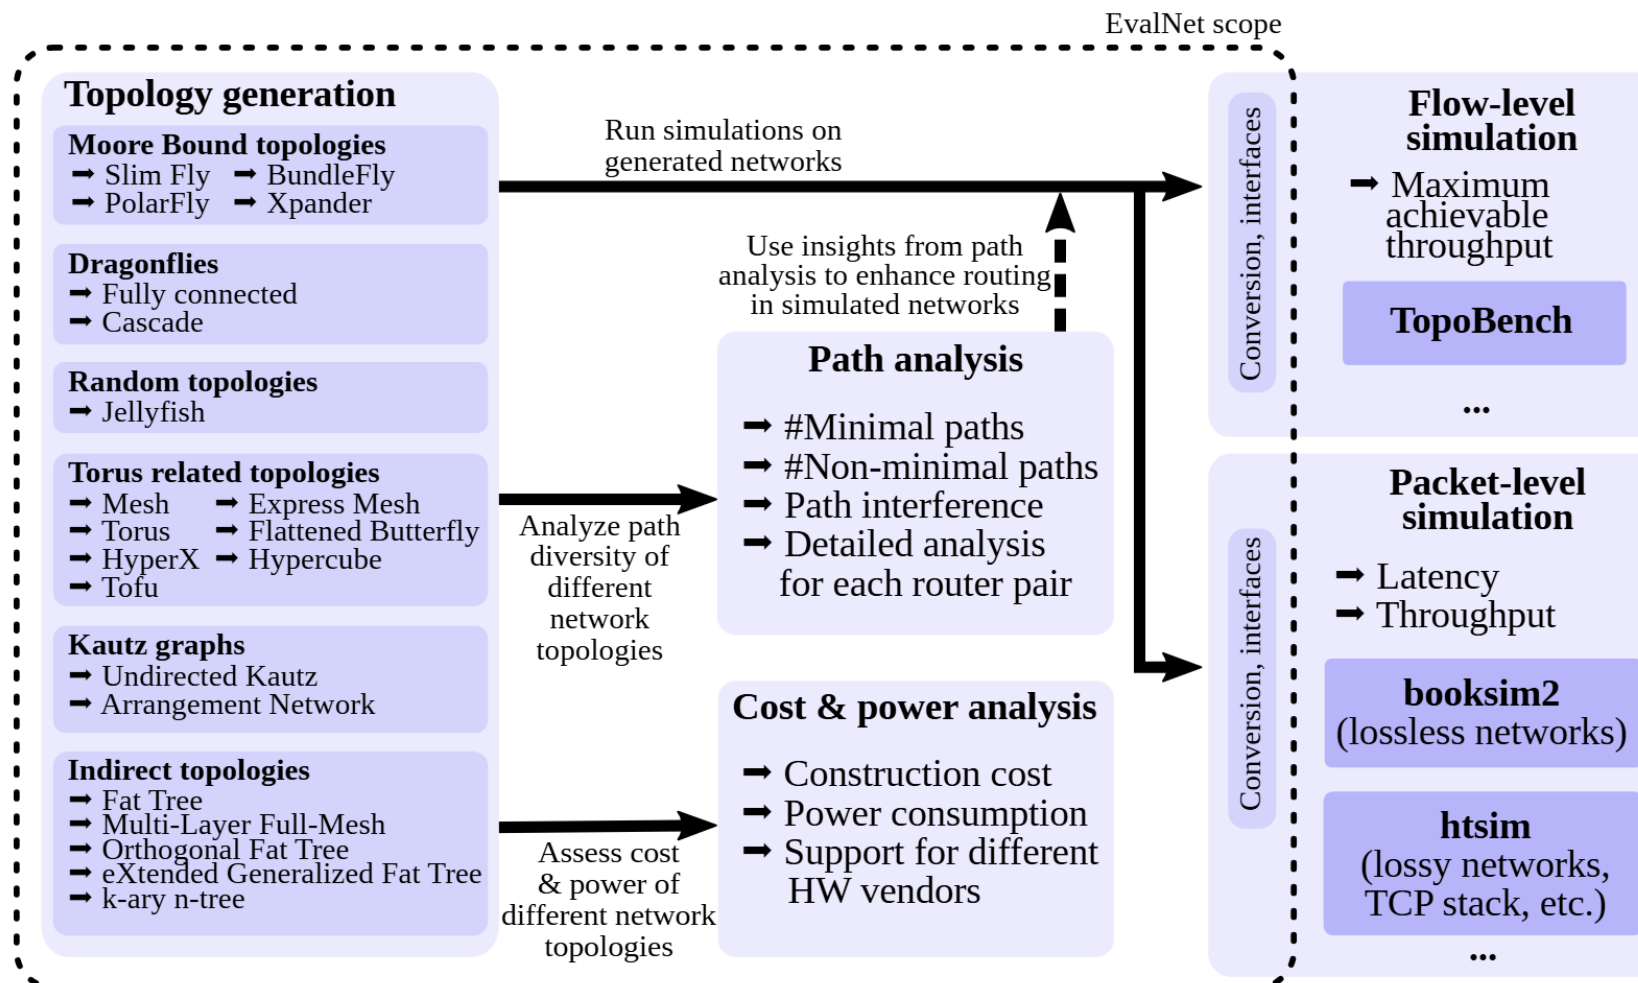 EvalNet scope
Topology generation
Moore Bound topologies
➞ Slim Fly ➞ BundleFly
➞ PolarFly ➞ Xpander
Dragonflies
➞ Fully connected
➞ Cascade
Random topologies
➞ Jellyfish
Torus related topologies
➞ Mesh ➞ Express Mesh
➞ Torus ➞ Flattened Butterfly
➞ HyperX ➞ Hypercube
➞ Tofu
Kautz graphs
➞ Undirected Kautz
➞ Arrangement Network
Indirect topologies
➞ Fat Tree
➞ Multi-Layer Full-Mesh
➞ Orthogonal Fat Tree
➞ eXtended Generalized Fat Tree
➞ k-ary n-tree
Run simulations on
generated networks
Use insights from path
analysis to enhance routing
in simulated networks
Analyze path
diversity of
different
network
topologies
Path analysis
➞ #Minimal paths
➞ #Non-minimal paths
➞ Path interference
➞ Detailed analysis
for each router pair
Assess cost
& power of
different network
topologies
Cost & power analysis
➞ Construction cost
➞ Power consumption
➞ Support for different
HW vendors
Conversion, interfaces
Flow-level
simulation
➞ Maximum
achievable
throughput
TopoBench
...
Conversion, interfaces
Packet-level
simulation
➞ Latency
➞ Throughput
booksim2
(lossless networks)
htsim
(lossy networks,
TCP stack, etc.)
...